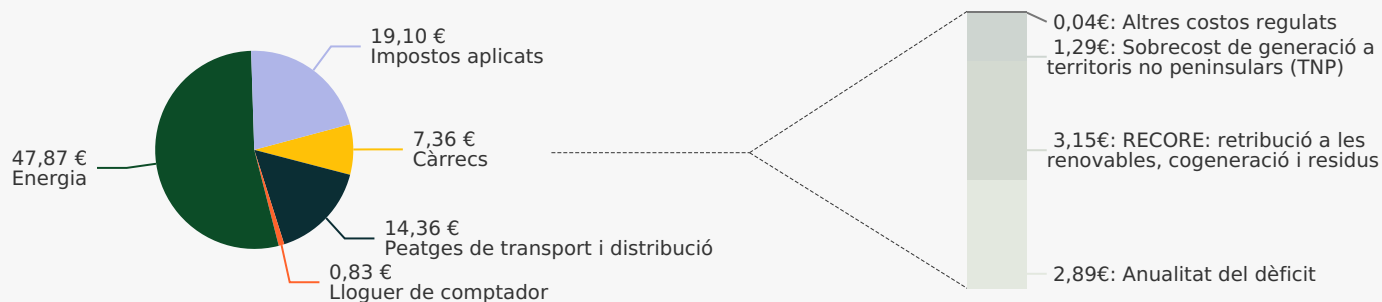 19,10 €
Impostos aplicats
7,36 €
Càrrecs
47,87 €
Energia
14,36 €
Peatges de transport i distribució
0,83 €
Lloguer de comptador
0,04€: Altres costos regulats
1,29€: Sobrecost de generació a
territoris no peninsulars (TNP)
3,15€: RECORE: retribució a les
renovables, cogeneració i residus
2,89€: Anualitat del dèficit